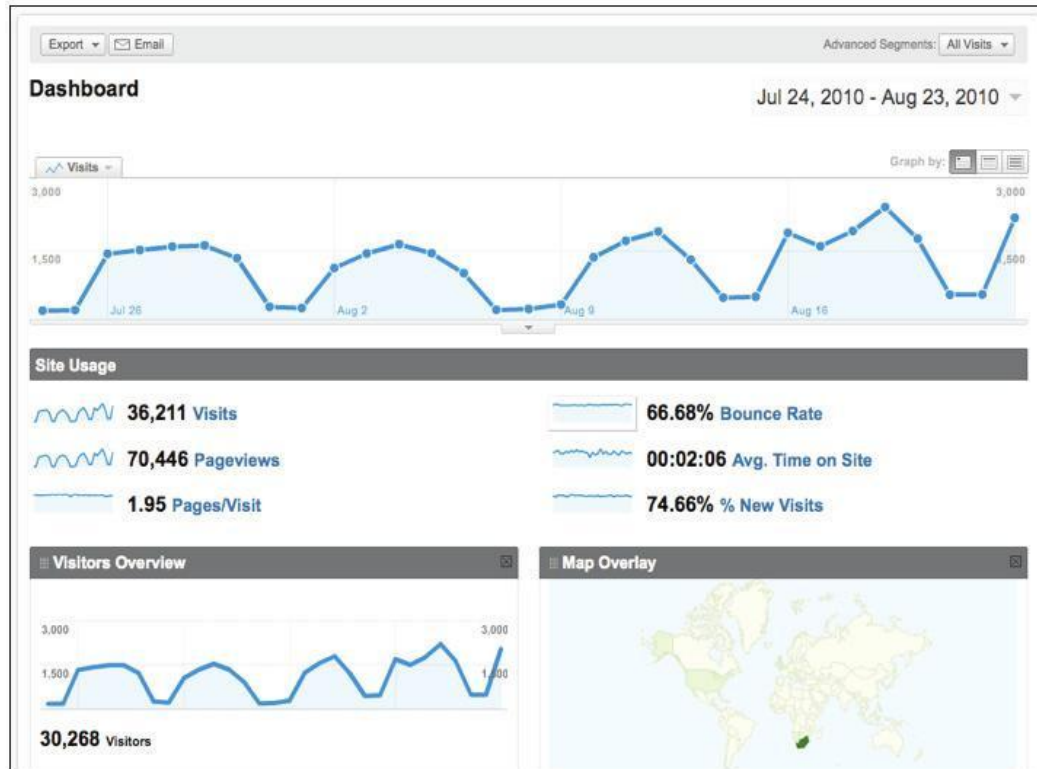 Export Email Advanced Segments: All Visits
Dashboard
Jul 24, 2010 - Aug 23, 2010
Visits Graph by:
3,000 3,000
1,500 1,500
Jul 26 Aug 2 Aug 9 Aug 16
Site Usage
36,211 Visits 66.68% Bounce Rate
70,446 Pageviews 00:02:06 Avg. Time on Site
1.95 Pages/Visit 74.66% % New Visits
Visitors Overview Map Overlay
3,000 3,000
1,500 1,500
30,268 Visitors